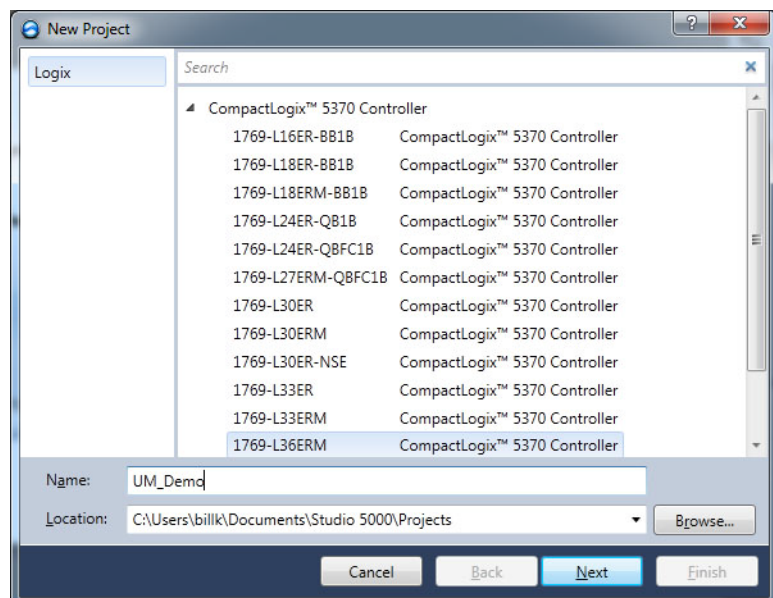 New Project
?
X
Logix
Search
CompactLogix™ 5370 Controller
1769-L16ER-BB1B CompactLogix™ 5370 Controller
1769-L18ER-BB1B CompactLogix™ 5370 Controller
1769-L18ERM-BB1B CompactLogix™ 5370 Controller
1769-L24ER-QB1B CompactLogix™ 5370 Controller
1769-L24ER-QBFC1B CompactLogix™ 5370 Controller
1769-L27ERM-QBFC1B CompactLogix™ 5370 Controller
1769-L30ER CompactLogix™ 5370 Controller
1769-L30ERM CompactLogix™ 5370 Controller
1769-L30ER-NSE CompactLogix™ 5370 Controller
1769-L33ER CompactLogix™ 5370 Controller
1769-L33ERM CompactLogix™ 5370 Controller
1769-L36ERM CompactLogix™ 5370 Controller
Name: UM_Demo
Location: C:\Users\billk\Documents\Studio 5000\Projects Browse...
Cancel Back Next Finish